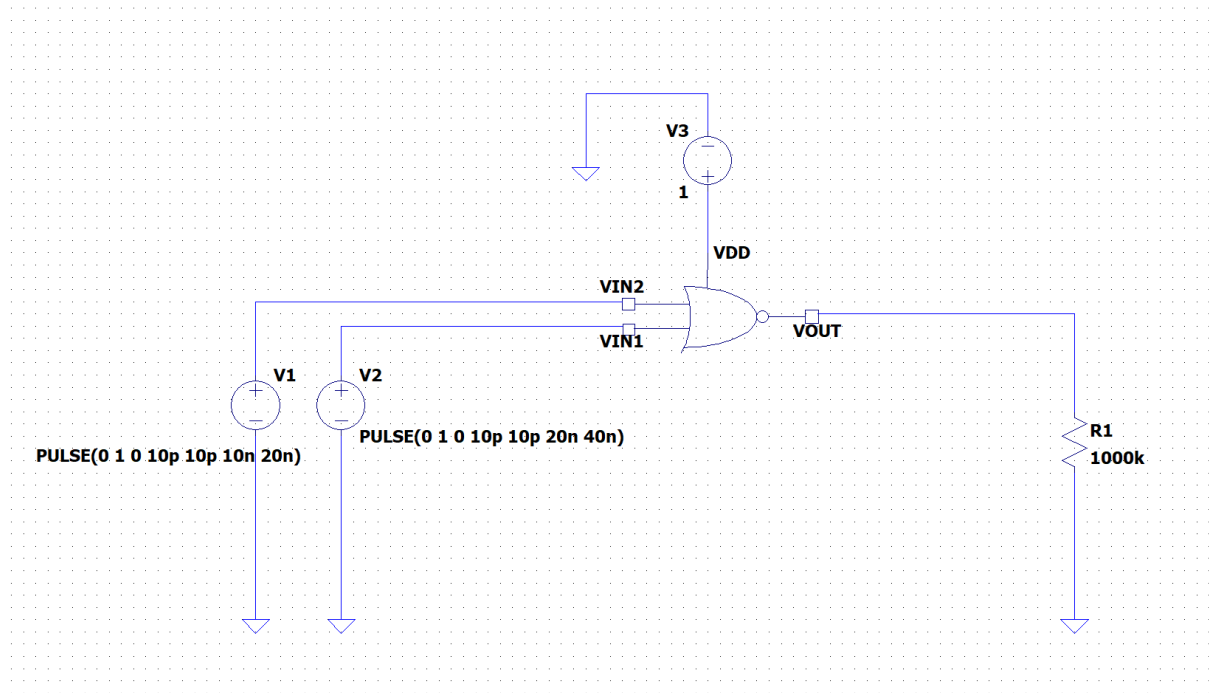 V3
1
VDD
VIN2
VIN1
VOUT
V1
V2
PULSE(0 1 0 10p 10p 20n 40n)
PULSE(0 1 0 10p 10p 10n 20n)
R1
1000k